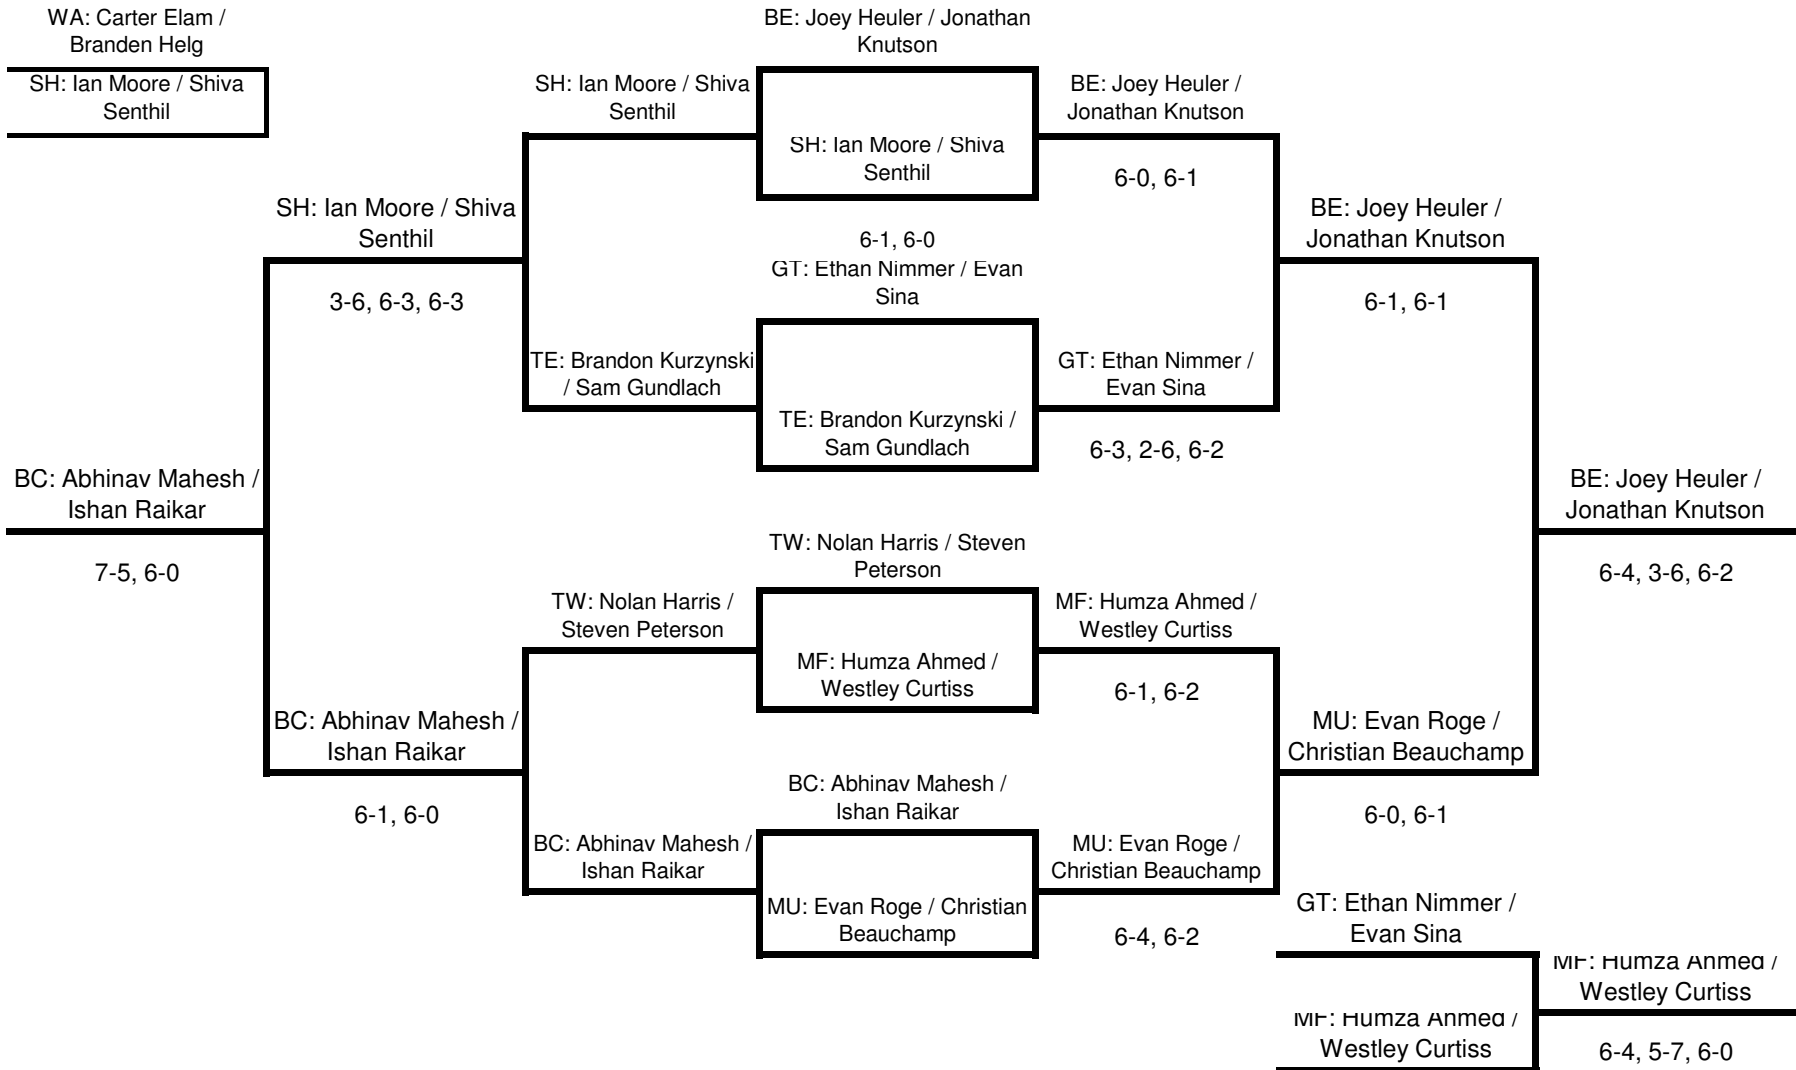 WA: Carter Elam /
Branden Helg
SH: Ian Moore / Shiva
Senthil
BE: Joey Heuler / Jonathan
Knutson
SH: Ian Moore / Shiva
Senthil
SH: Ian Moore / Shiva
Senthil
BE: Joey Heuler /
Jonathan Knutson
6-0, 6-1
SH: Ian Moore / Shiva
Senthil
3-6, 6-3, 6-3
6-1, 6-0
GT: Ethan Nimmer / Evan
Sina
BE: Joey Heuler /
Jonathan Knutson
6-1, 6-1
TE: Brandon Kurzynski
/ Sam Gundlach
TE: Brandon Kurzynski /
Sam Gundlach
GT: Ethan Nimmer /
Evan Sina
6-3, 2-6, 6-2
BC: Abhinav Mahesh /
Ishan Raikar
7-5, 6-0
BE: Joey Heuler /
Jonathan Knutson
6-4, 3-6, 6-2
TW: Nolan Harris / Steven
Peterson
TW: Nolan Harris /
Steven Peterson
MF: Humza Ahmed /
Westley Curtiss
MF: Humza Ahmed /
Westley Curtiss
6-1, 6-2
BC: Abhinav Mahesh /
Ishan Raikar
6-1, 6-0
MU: Evan Roge /
Christian Beauchamp
6-0, 6-1
BC: Abhinav Mahesh /
Ishan Raikar
BC: Abhinav Mahesh /
Ishan Raikar
MU: Evan Roge / Christian
Beauchamp
MU: Evan Roge /
Christian Beauchamp
6-4, 6-2
GT: Ethan Nimmer /
Evan Sina
MF: Humza Ahmed /
Westley Curtiss
MF: Humza Ahmed /
Westley Curtiss
6-4, 5-7, 6-0